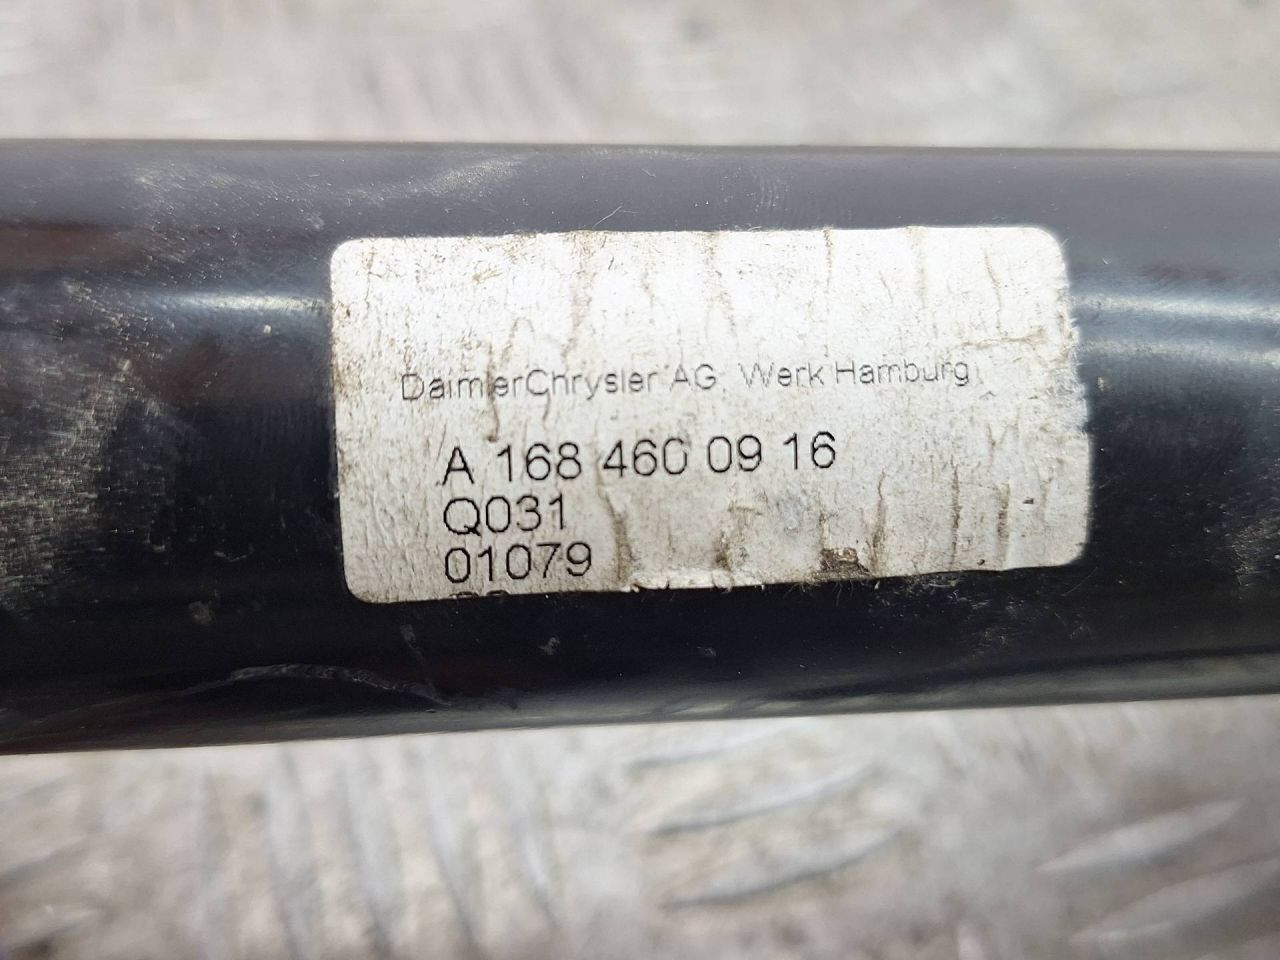 DaimlerChrysler AG Werk Hamburg
A 168 460 09 16
Q031
01079